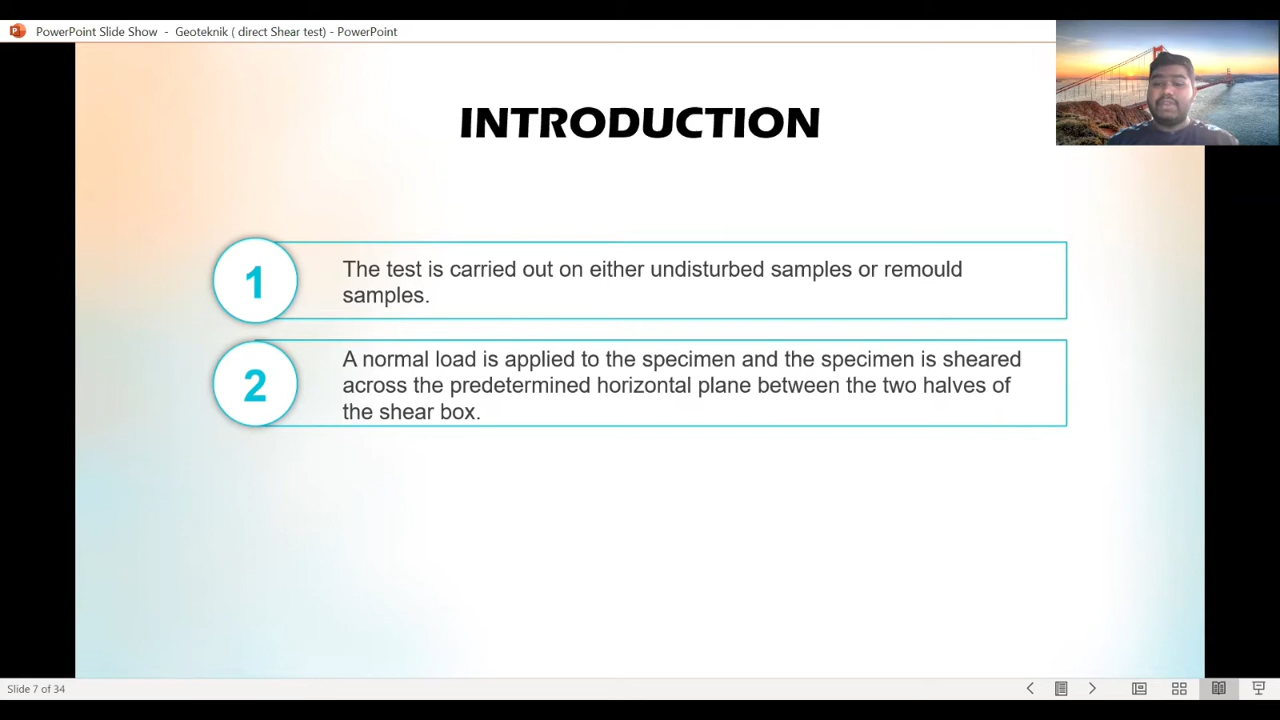 PowerPoint Slide Show - Geoteknik ( direct Shear test) - PowerPoint
INTRODUCTION
1
The test is carried out on either undisturbed samples or remould
samples.
2
A normal load is applied to the specimen and the specimen is sheared
across the predetermined horizontal plane between the two halves of
the shear box.
Slide 7 of 34